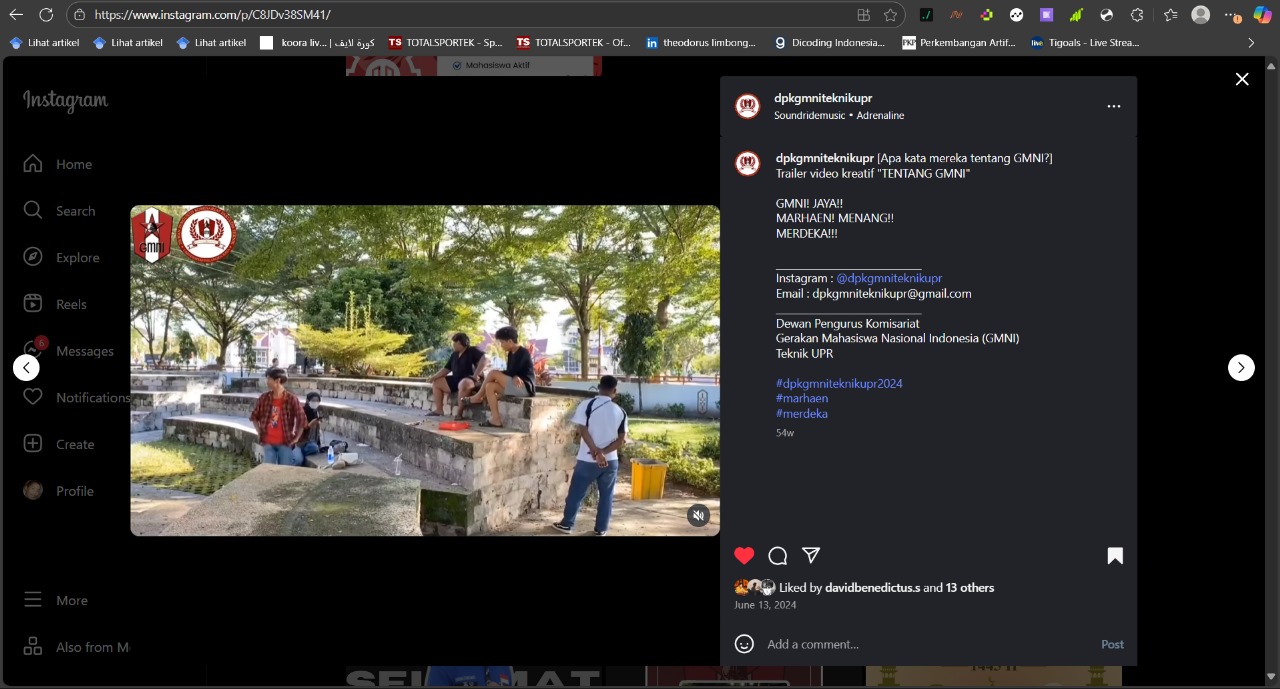 https://www.instagram.com/p/C8JDv38SM41/
Lihat artikel
Lihat artikel
Lihat artikel
koora liv... | كورة لايف
TS TOTALSPORTEK - Sp...
TS TOTALSPORTEK - Of...
in theodorus limbong...
Dicoding Indonesia...
PKP Perkembangan Artif...
live Tigoals - Live Strea...
Mahasiswa Aktif
Instagram
Home
Search
Explore
Reels
6
Messages
Notifications
Create
Profile
More
Also from M
GMNI
dpkgmniteknikupr
Soundridemusic • Adrenaline
dpkgmniteknikupr [Apa kata mereka tentang GMNI?]
Trailer video kreatif "TENTANG GMNI"
GMNI! JAYA!!
MARHAEN! MENANG!!
MERDEKA!!!
Instagram : @dpkgmniteknikupr
Email : dpkgmniteknikupr@gmail.com
Dewan Pengurus Komisariat
Gerakan Mahasiswa Nasional Indonesia (GMNI)
Teknik UPR
#dpkgmniteknikupr2024
#marhaen
#merdeka
54w
Liked by davidbenedictus.s and 13 others
June 13, 2024
Add a comment...
Post